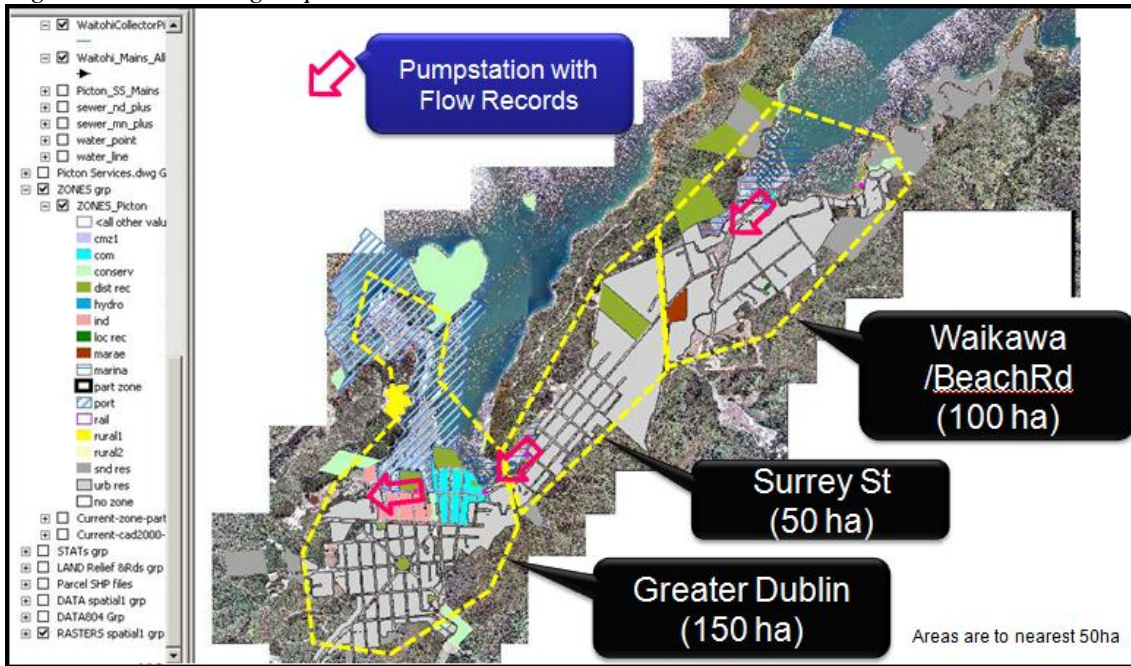 WaitohiCollectorPi
Waitohi_Mains_All
Picton_SS_Mains
sewer_nd_plus
sewer_mn_plus
water_point
water_line
Picton Services.dwg G
ZONES grp
ZONES_Picton
<all other valu
cmz1
com
conserv
dist rec
hydro
ind
loc rec
marae
marina
part zone
port
rail
rural1
rural2
snd res
urb res
no zone
Current-zone-part
Current-cad2000-
STATs grp
LAND Relief &Rds grp
Parcel SHP files
DATA spatial1 grp
DATA804 Grp
RASTERS spatial1 grp
Pumpstation with
Flow Records
Waikawa
/BeachRd
(100 ha)
Surrey St
(50 ha)
Greater Dublin
(150 ha)
Areas are to nearest 50ha